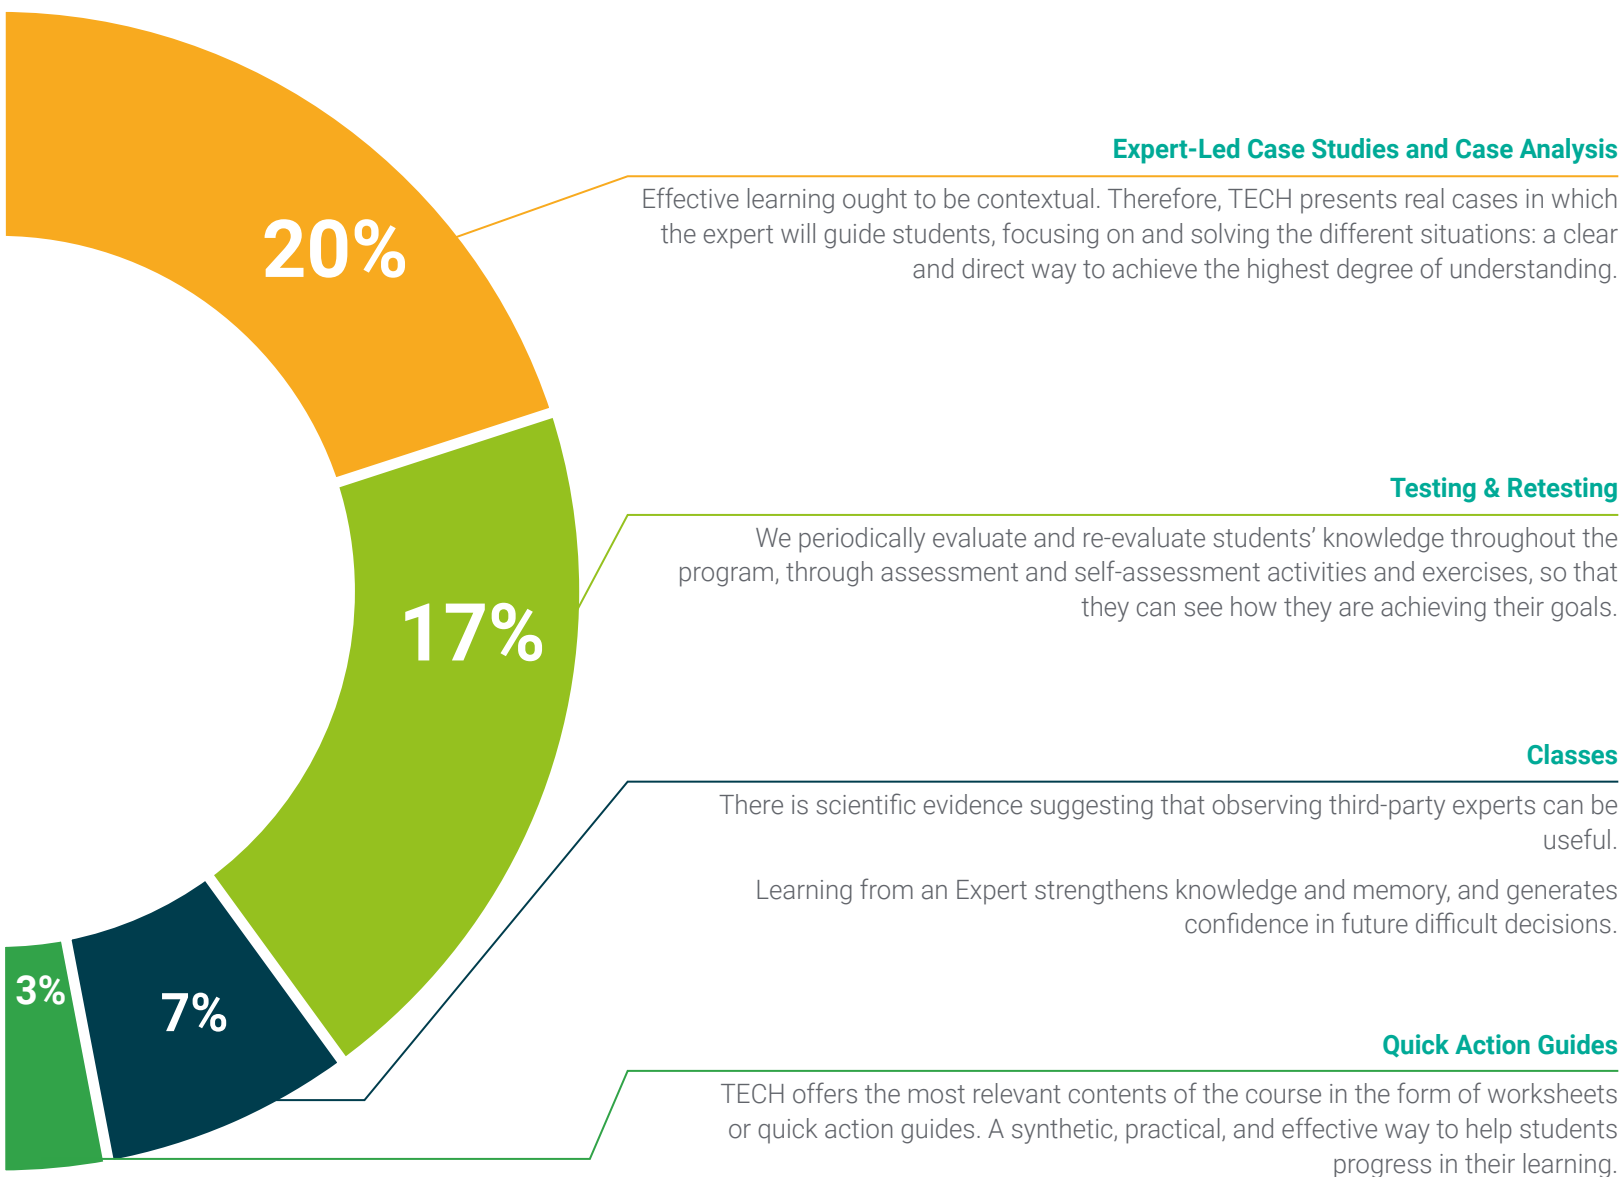 20%
Expert-Led Case Studies and Case Analysis
Effective learning ought to be contextual. Therefore, TECH presents real cases in which
the expert will guide students, focusing on and solving the different situations: a clear
and direct way to achieve the highest degree of understanding.
17%
Testing & Retesting
We periodically evaluate and re-evaluate students’ knowledge throughout the
program, through assessment and self-assessment activities and exercises, so that
they can see how they are achieving their goals.
7%
Classes
There is scientific evidence suggesting that observing third-party experts can be
useful.
Learning from an Expert strengthens knowledge and memory, and generates
confidence in future difficult decisions.
3%
Quick Action Guides
TECH offers the most relevant contents of the course in the form of worksheets
or quick action guides. A synthetic, practical, and effective way to help students
progress in their learning.